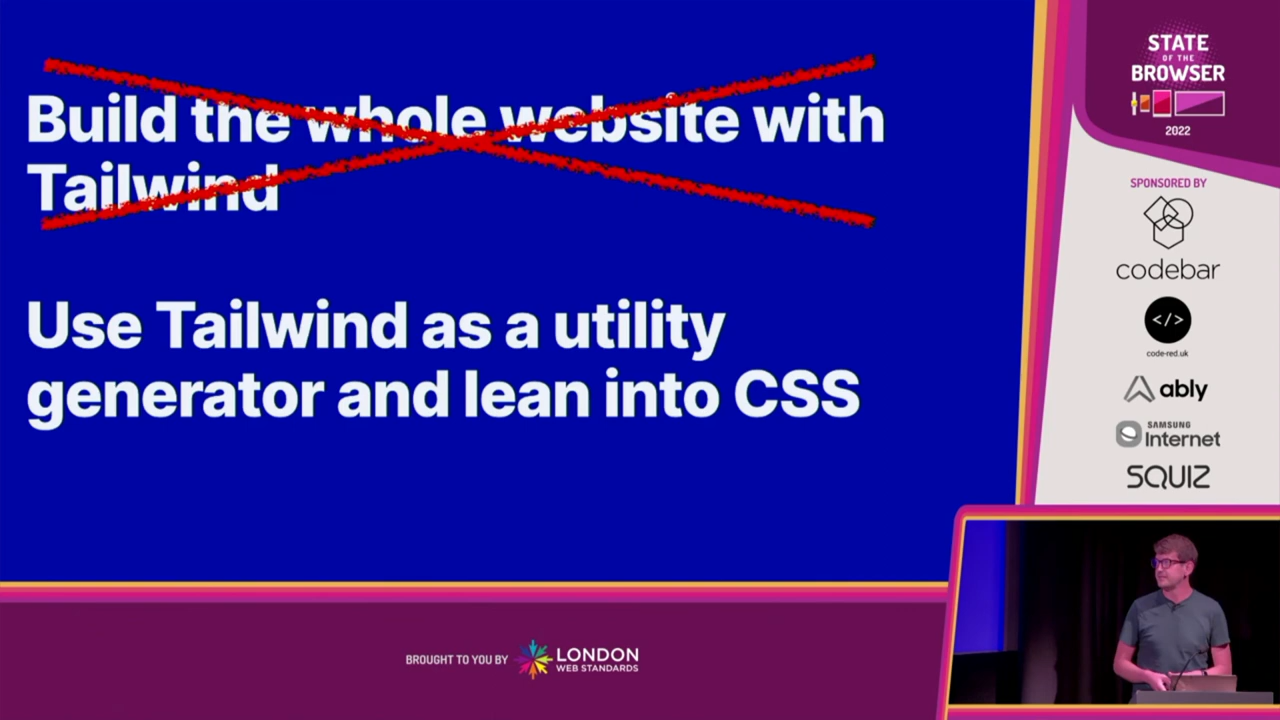 Build the whole website with
Tailwind
Use Tailwind as a utility
generator and lean into CSS
STATE
OF THE
BROWSER
2022
SPONSORED BY
codebar
</>
code-red.uk
ably
SAMSUNG
Internet
SQUIZ
BROUGHT TO YOU BY
LONDON
WEB STANDARDS